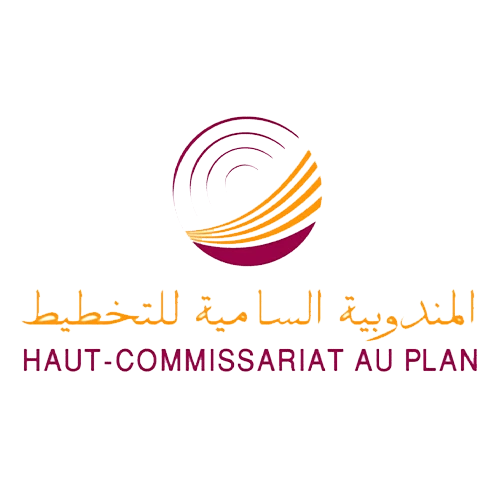 المندوبية السامية للتخطيط
HAUT-COMMISSARIAT AU PLAN